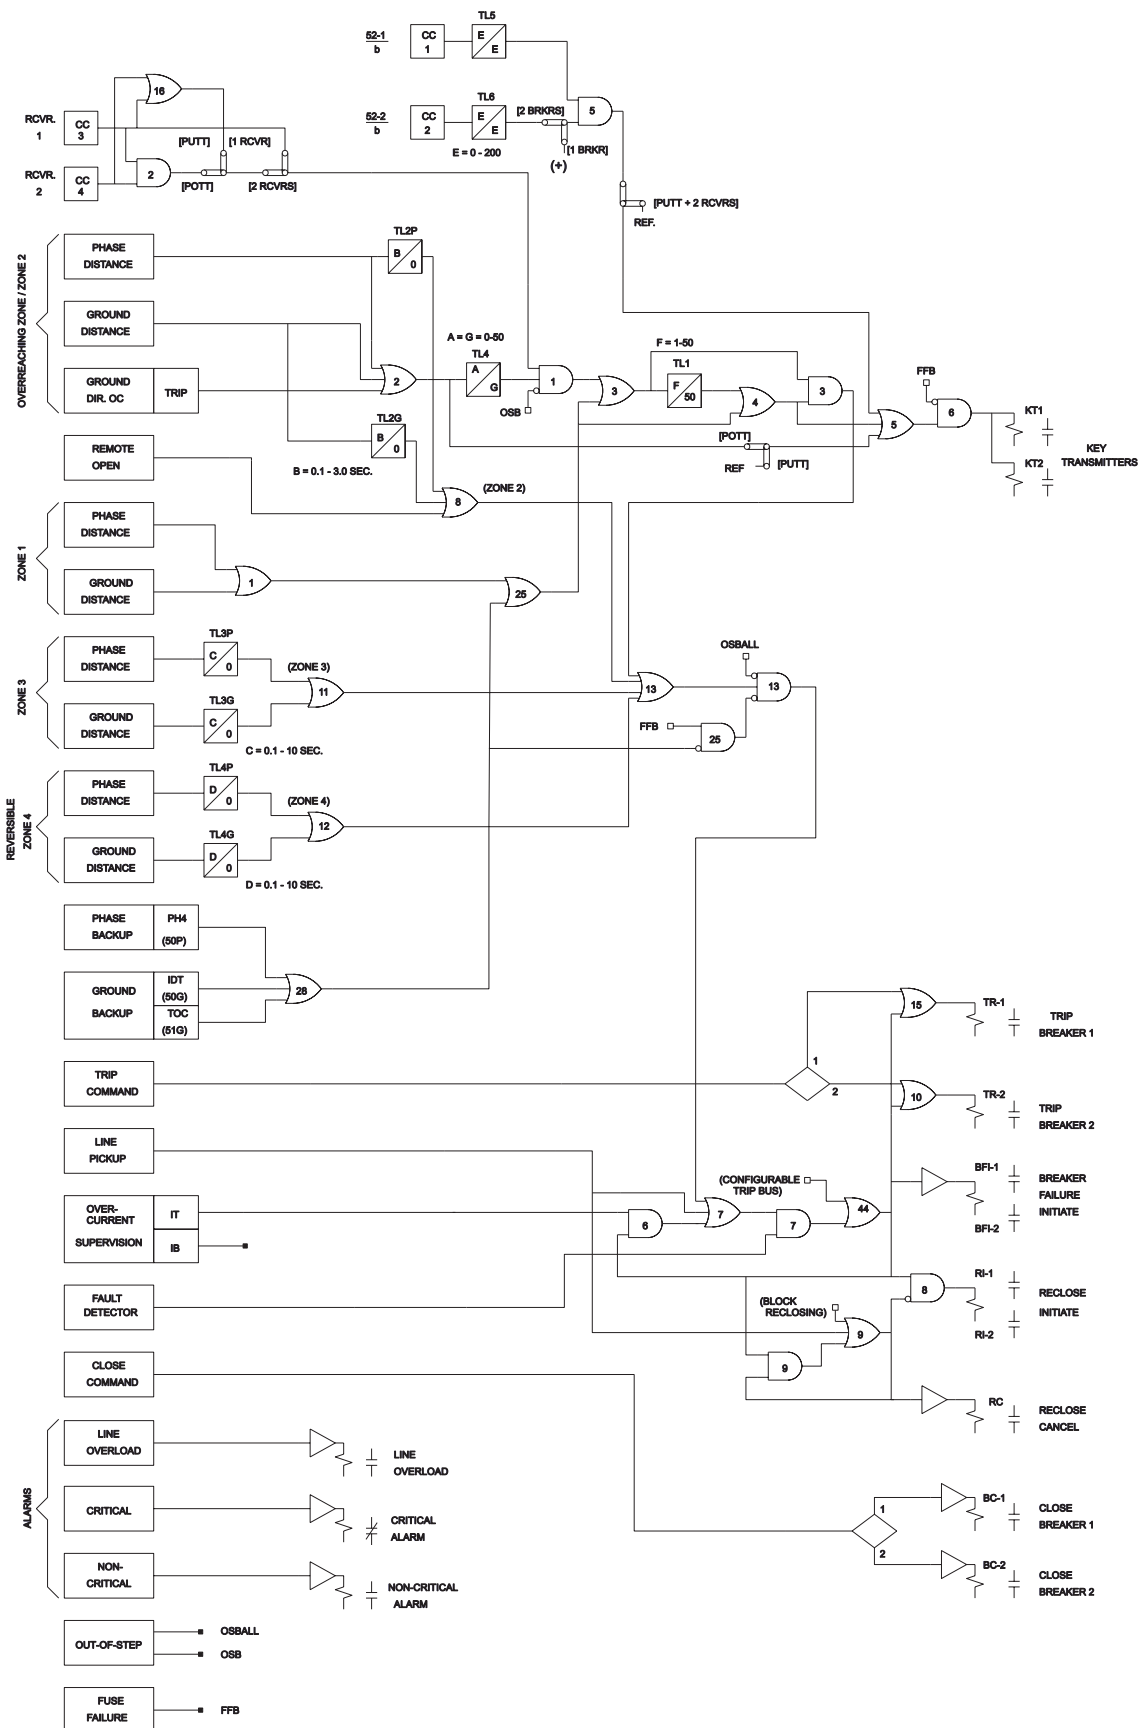 TL5
52-1
b
CC
1
E
E
16
RCVR.
1
CC
3
[PUTT]
[1 RCVR]
52-2
b
CC
2
TL6
E
E
[2 BRKRS]
5
[1 BRKR]
(+)
E = 0 - 200
RCVR.
2
CC
4
2
[POTT]
[2 RCVRS]
[PUTT + 2 RCVRS]
REF.
OVERREACHING ZONE / ZONE 2
PHASE
DISTANCE
TL2P
B
0
GROUND
DISTANCE
A = G = 0-50
F = 1-50
GROUND
DIR. OC
TRIP
2
TL4
A
G
1
OSB
3
TL1
F
50
4
3
FFB
5
6
KT1
KT2
KEY
TRANSMITTERS
TL2G
B
0
B = 0.1 - 3.0 SEC.
[POTT]
REF
[PUTT]
REMOTE
OPEN
8
(ZONE 2)
ZONE 1
PHASE
DISTANCE
GROUND
DISTANCE
1
25
ZONE 3
PHASE
DISTANCE
TL3P
C
0
(ZONE 3)
11
GROUND
DISTANCE
TL3G
C
0
C = 0.1 - 10 SEC.
OSBALL
13
13
FFB
25
REVERSIBLE
ZONE 4
PHASE
DISTANCE
TL4P
D
0
(ZONE 4)
12
GROUND
DISTANCE
TL4G
D
0
D = 0.1 - 10 SEC.
PHASE
BACKUP
PH4
(50P)
GROUND
BACKUP
IDT
(50G)
TOC
(51G)
28
15
TR-1
TRIP
BREAKER 1
TRIP
COMMAND
1
2
10
TR-2
TRIP
BREAKER 2
LINE
PICKUP
(CONFIGURABLE
TRIP BUS)
BFI-1
BREAKER
FAILURE
INITIATE
BFI-2
OVER-
CURRENT
SUPERVISION
IT
IB
6
7
7
44
FAULT
DETECTOR
(BLOCK
RECLOSING)
9
9
8
RI-1
RECLOSE
INITIATE
RI-2
CLOSE
COMMAND
RC
RECLOSE
CANCEL
ALARMS
LINE
OVERLOAD
LINE
OVERLOAD
CRITICAL
CRITICAL
ALARM
NON-
CRITICAL
NON-CRITICAL
ALARM
1
2
BC-1
CLOSE
BREAKER 1
BC-2
CLOSE
BREAKER 2
OUT-OF-STEP
OSBALL
OSB
FUSE
FAILURE
FFB